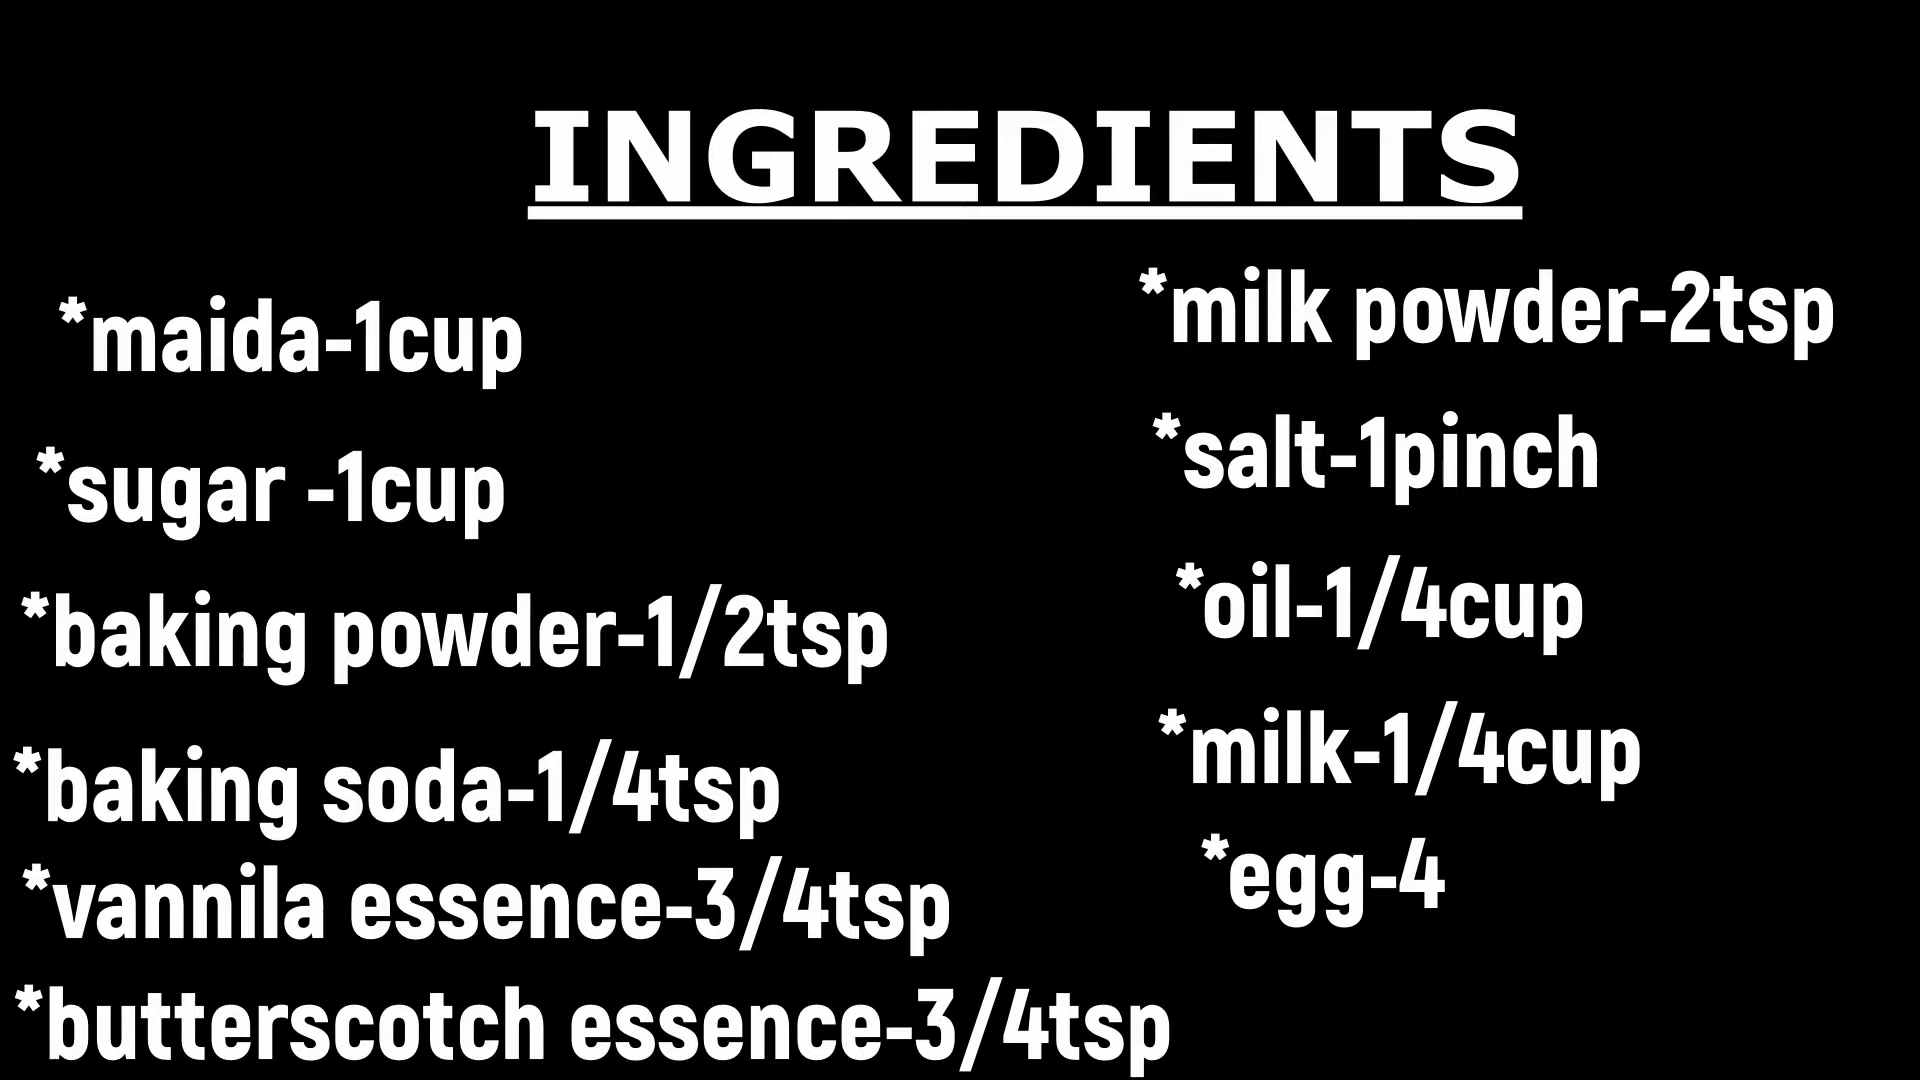 INGREDIENTS
*maida-1cup
*sugar -1cup
*baking powder-1/2tsp
*baking soda-1/4tsp
*vannila essence-3/4tsp
*butterscotch essence-3/4tsp
*milk powder-2tsp
*salt-1pinch
*oil-1/4cup
*milk-1/4cup
*egg-4